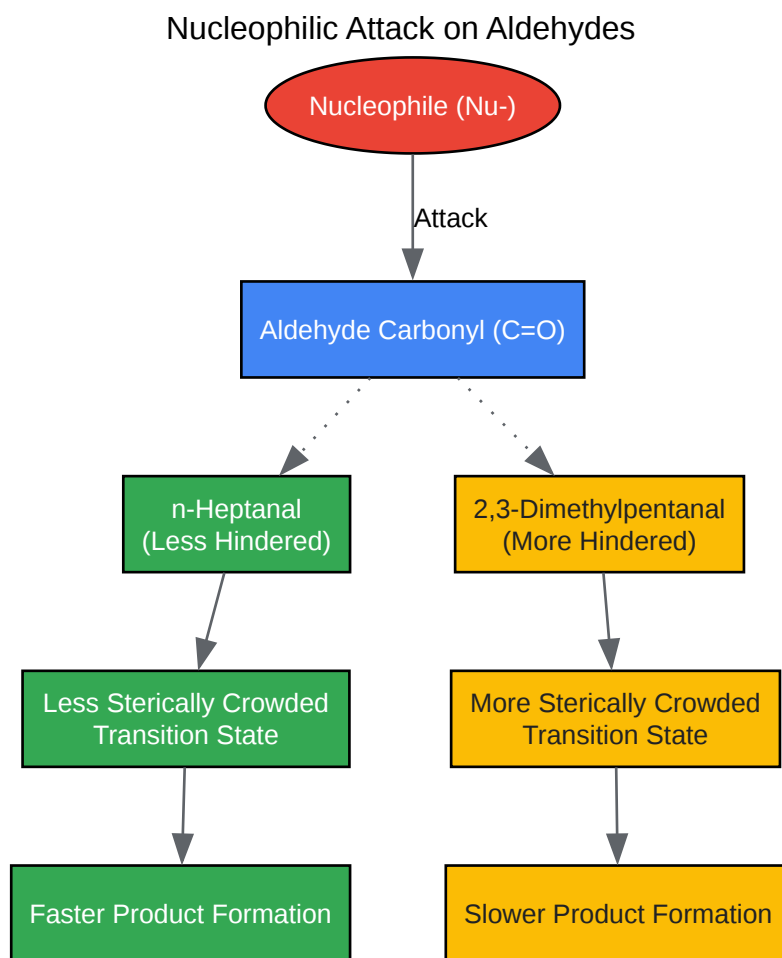 Nucleophilic Attack on Aldehydes
Nucleophile (Nu-)
Attack
Aldehyde Carbonyl (C=O)
n-Heptanal
(Less Hindered)
2,3-Dimethylpentanal
(More Hindered)
Less Sterically Crowded
Transition State
More Sterically Crowded
Transition State
Faster Product Formation
Slower Product Formation